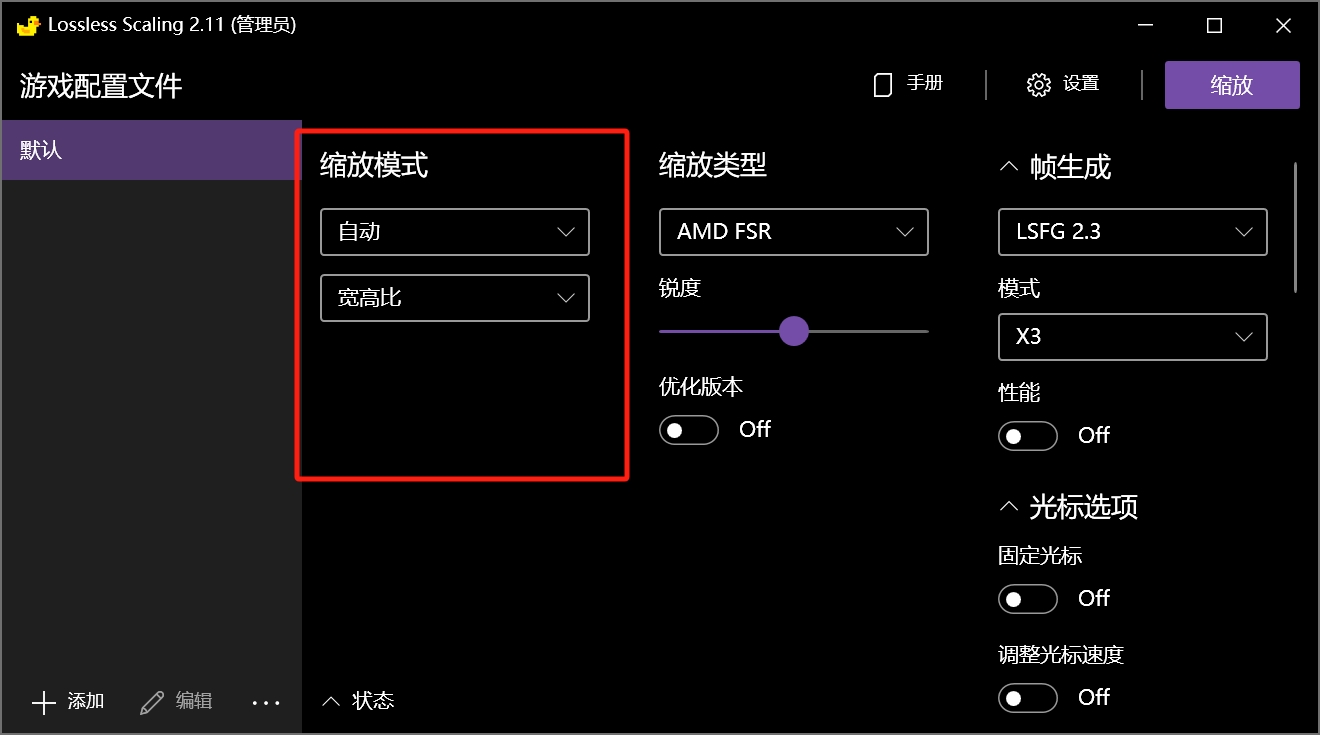 Lossless Scaling 2.11 (管理员)
游戏配置文件
手册
设置
缩放
默认
缩放模式
自动
宽高比
缩放类型
AMD FSR
锐度
优化版本
Off
帧生成
LSFG 2.3
模式
X3
性能
Off
光标选项
固定光标
Off
调整光标速度
Off
添加
编辑
状态